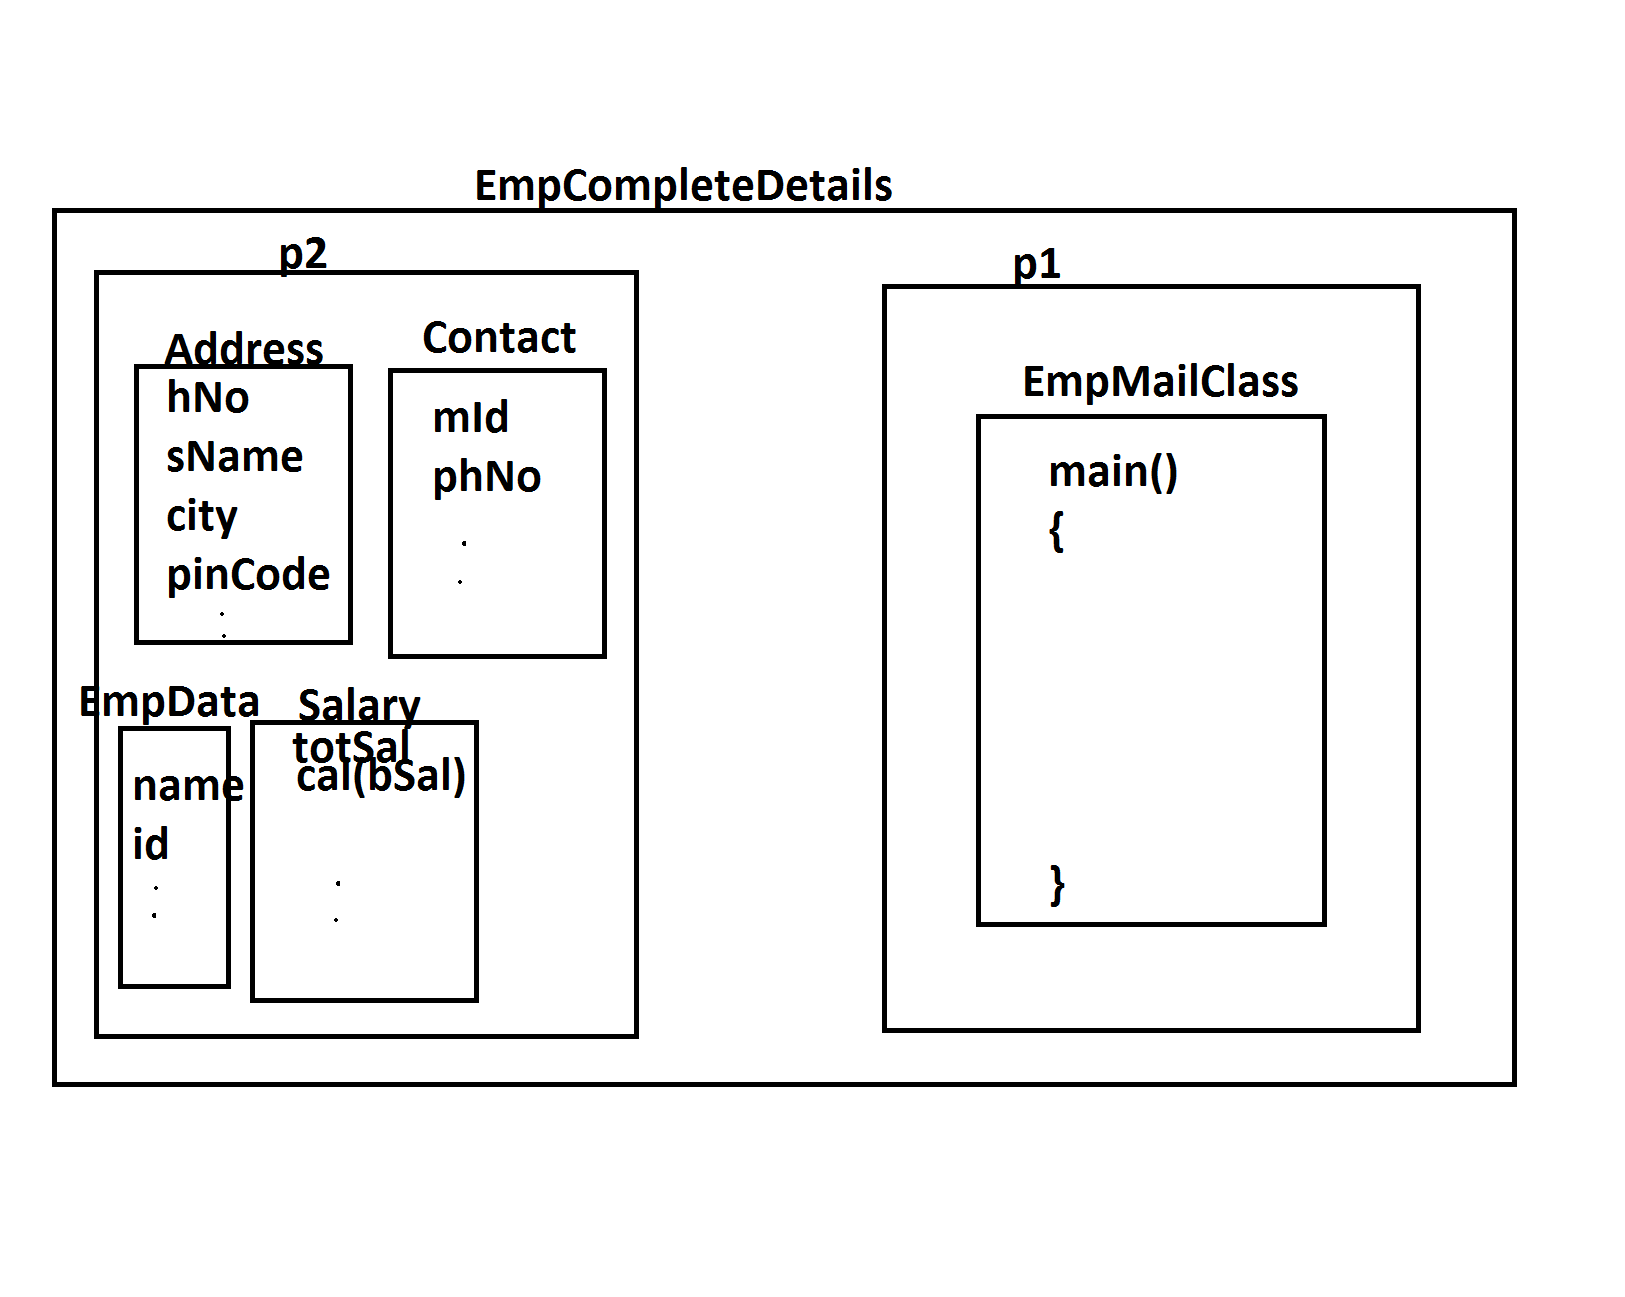 EmpCompleteDetails
p2
Address
hNo
sName
city
pinCode
.
.
Contact
mId
phNo
.
.
EmpData
name
id
.
.
Salary
totSal
cal(bSal)
.
.
p1
EmpMailClass
main()
{
}